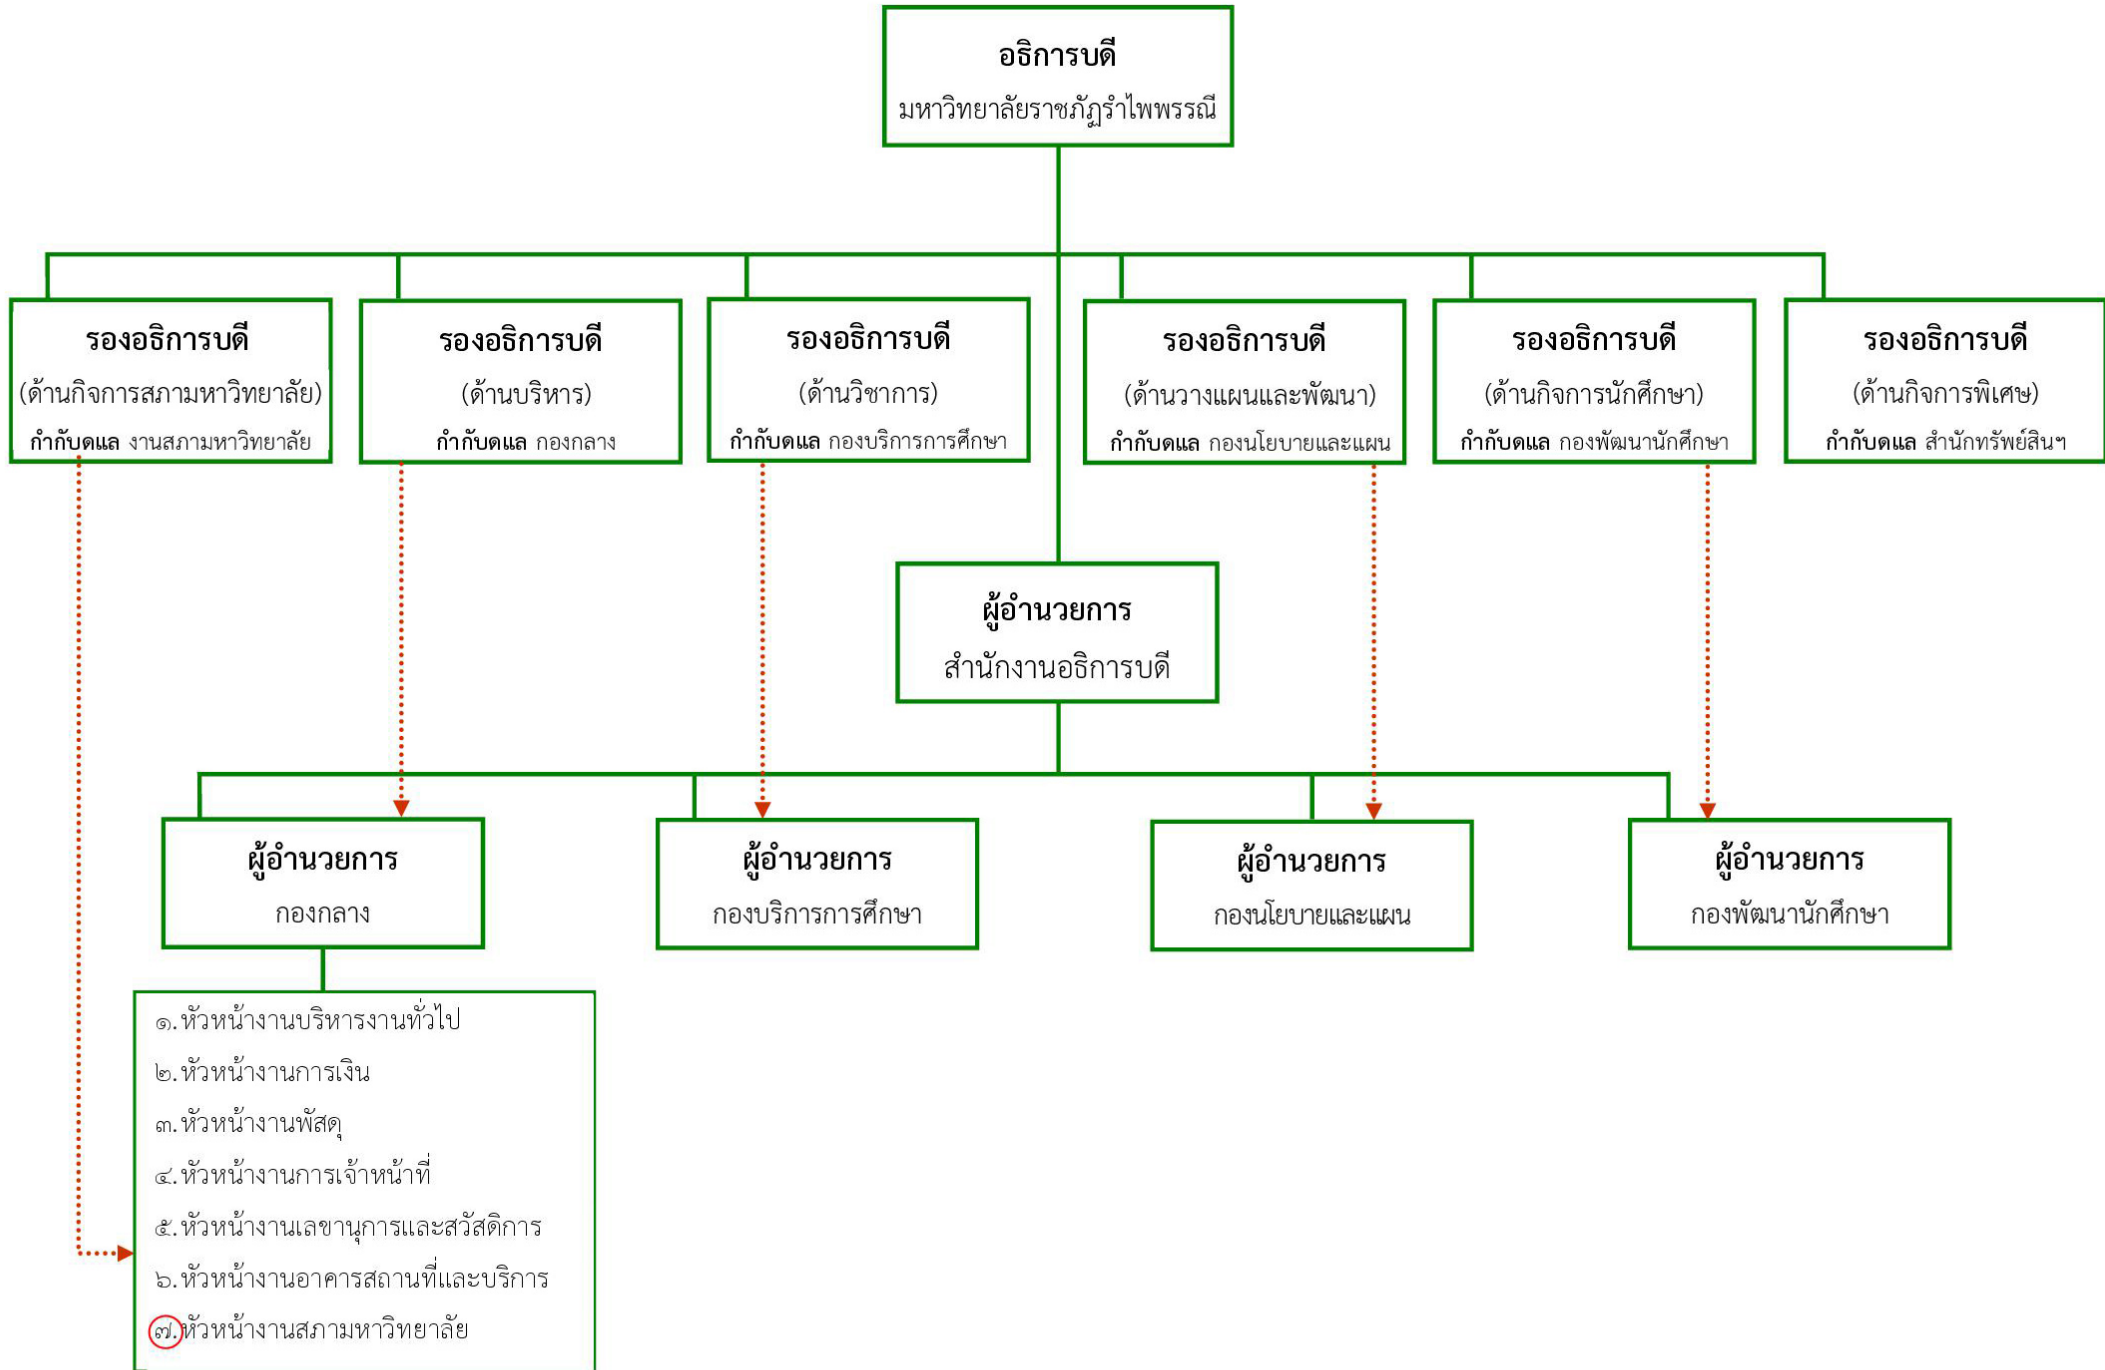 อธิการบดี
มหาวิทยาลัยราชภัฏรำไพพรรณี
รองอธิการบดี
(ด้านกิจการสภามหาวิทยาลัย)
กำกับดแล งานสภามหาวิทยาลัย
รองอธิการบดี
(ด้านบริหาร)
กำกับดแล กองกลาง
รองอธิการบดี
(ด้านวิชาการ)
กำกับดแล กองบริการการศึกษา
รองอธิการบดี
(ด้านวางแผนและพัฒนา)
กำกับดแล กองนโยบายและแผน
รองอธิการบดี
(ด้านกิจการนักศึกษา)
กำกับดแล กองพัฒนานักศึกษา
รองอธิการบดี
(ด้านกิจการพิเศษ)
กำกับดแล สำนักทรัพย์สินฯ
ผู้อำนวยการ
สำนักงานอธิการบดี
ผู้อำนวยการ
กองกลาง
ผู้อำนวยการ
กองบริการการศึกษา
ผู้อำนวยการ
กองนโยบายและแผน
ผู้อำนวยการ
กองพัฒนานักศึกษา
๑.หัวหน้างานบริหารงานทั่วไป
๒.หัวหน้างานการเงิน
๓.หัวหน้างานพัสดุ
๔.หัวหน้างานการเจ้าหน้าที่
๕.หัวหน้างานเลขานุการและสวัสดิการ
๖.หัวหน้างานอาคารสถานที่และบริการ
๗.หัวหน้างานสภามหาวิทยาลัย